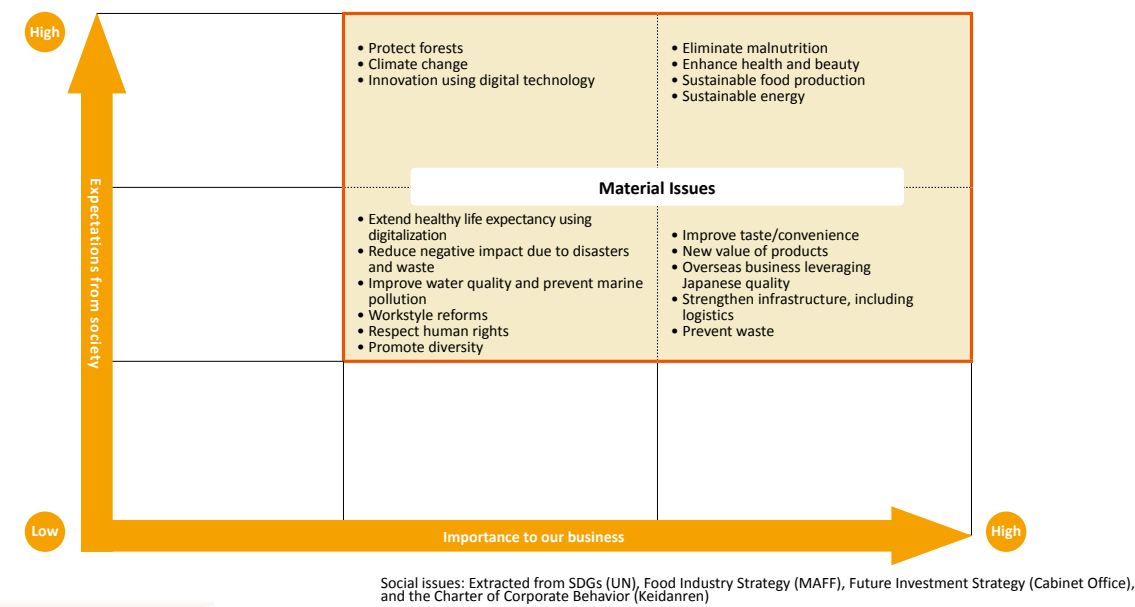 High
• Protect forests
• Climate change
• Innovation using digital technology
• Eliminate malnutrition
• Enhance health and beauty
• Sustainable food production
• Sustainable energy
Material Issues
Expectations from society
• Extend healthy life expectancy using
digitalization
• Reduce negative impact due to disasters
and waste
• Improve water quality and prevent marine
pollution
• Workstyle reforms
• Respect human rights
• Promote diversity
• Improve taste/convenience
• New value of products
• Overseas business leveraging
Japanese quality
• Strengthen infrastructure, including
logistics
• Prevent waste
Low
Importance to our business
High
Social issues: Extracted from SDGs (UN), Food Industry Strategy (MAFF), Future Investment Strategy (Cabinet Office),
and the Charter of Corporate Behavior (Keidanren)